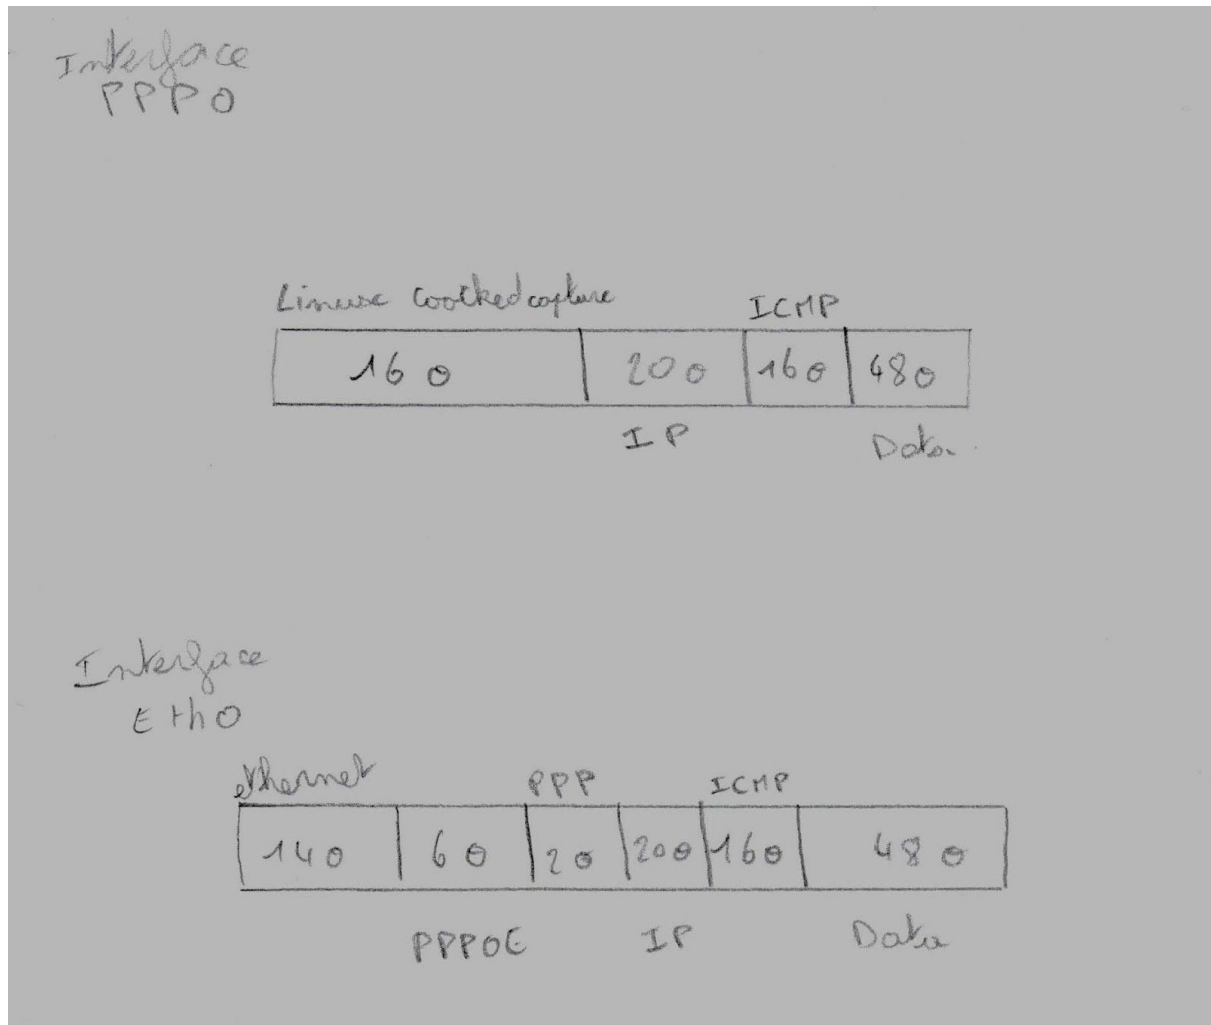 Interface
PPP0
Linux cooked capture ICMP
16 o 20 o 16 o 48 o
IP Data
Interface
Eth0
ethernet PPP ICMP
14 o 6 o 2 o 20 o 16 o 48 o
PPPOE IP Data